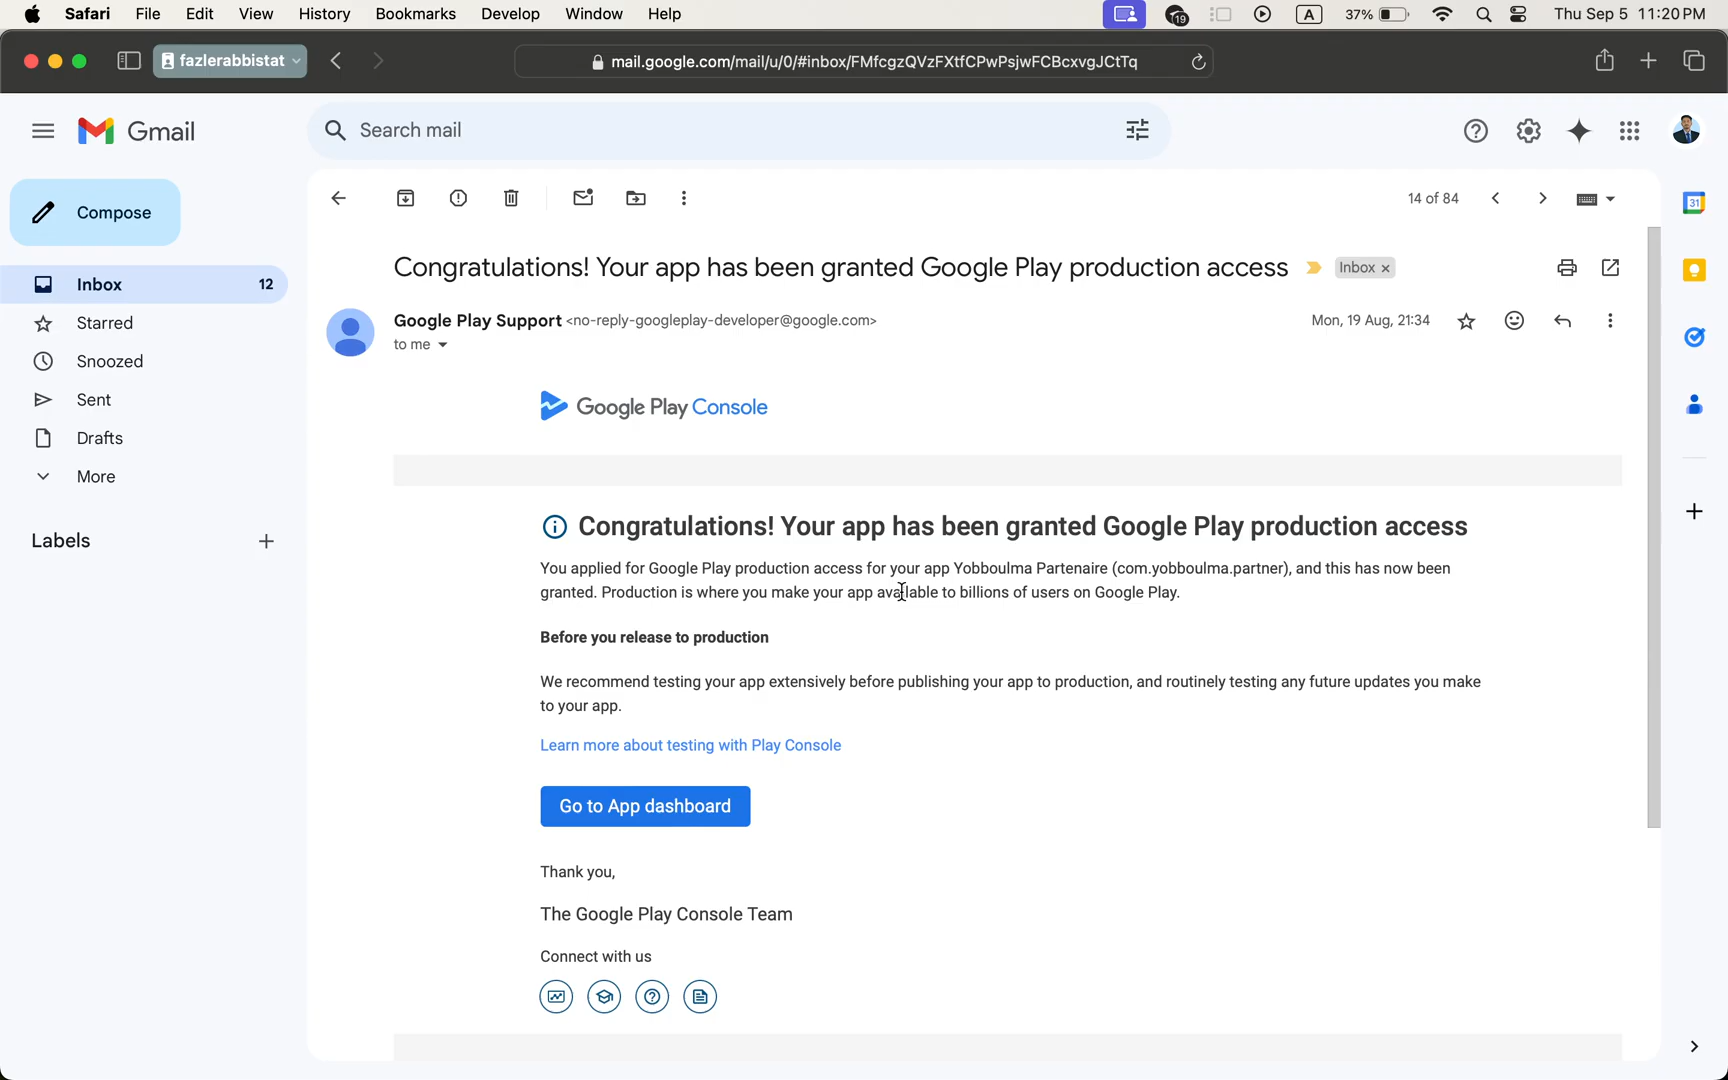 Safari File Edit View History Bookmarks Develop Window Help 19 A 37% Thu Sep 5 11:20 PM
fazlerabbistat mail.google.com/mail/u/0/#inbox/FMfcgzQVzFXtfCPwPsjwFCBcxvgJCtTq
Gmail
Search mail
Compose
14 of 84
31
Inbox 12
Starred
Snoozed
Sent
Drafts
More
Labels
Congratulations! Your app has been granted Google Play production access Inbox ×
Google Play Support <no-reply-googleplay-developer@google.com> Mon, 19 Aug, 21:34
to me
Google Play Console
Congratulations! Your app has been granted Google Play production access
You applied for Google Play production access for your app Yobboulma Partenaire (com.yobboulma.partner), and this has now been
granted. Production is where you make your app available to billions of users on Google Play.
Before you release to production
We recommend testing your app extensively before publishing your app to production, and routinely testing any future updates you make
to your app.
Learn more about testing with Play Console
Go to App dashboard
Thank you,
The Google Play Console Team
Connect with us